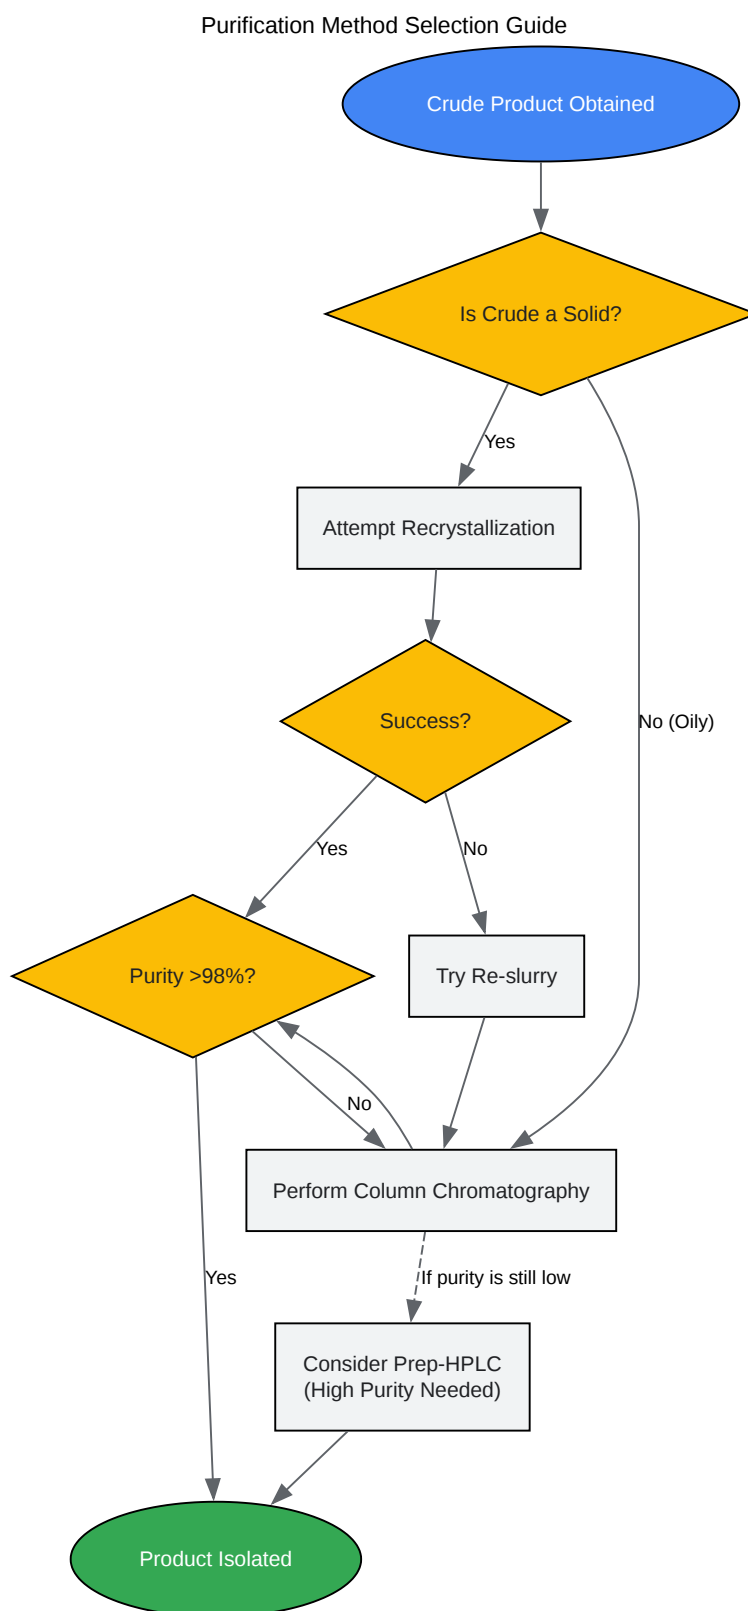 Purification Method Selection Guide
Crude Product Obtained
Is Crude a Solid?
Yes
Attempt Recrystallization
Success?
No (Oily)
Yes
No
Purity >98%?
Try Re-slurry
No
Perform Column Chromatography
Yes
If purity is still low
Consider Prep-HPLC
(High Purity Needed)
Product Isolated